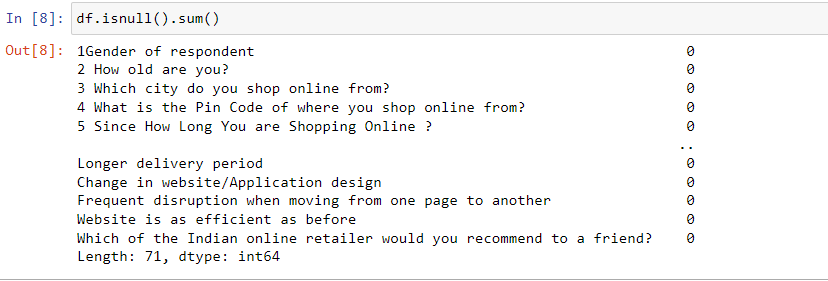 In [8]: df.isnull().sum()
Out[8]: 1Gender of respondent 0
2 How old are you? 0
3 Which city do you shop online from? 0
4 What is the Pin Code of where you shop online from? 0
5 Since How Long You are Shopping Online ? 0
..
Longer delivery period 0
Change in website/Application design 0
Frequent disruption when moving from one page to another 0
Website is as efficient as before 0
Which of the Indian online retailer would you recommend to a friend? 0
Length: 71, dtype: int64